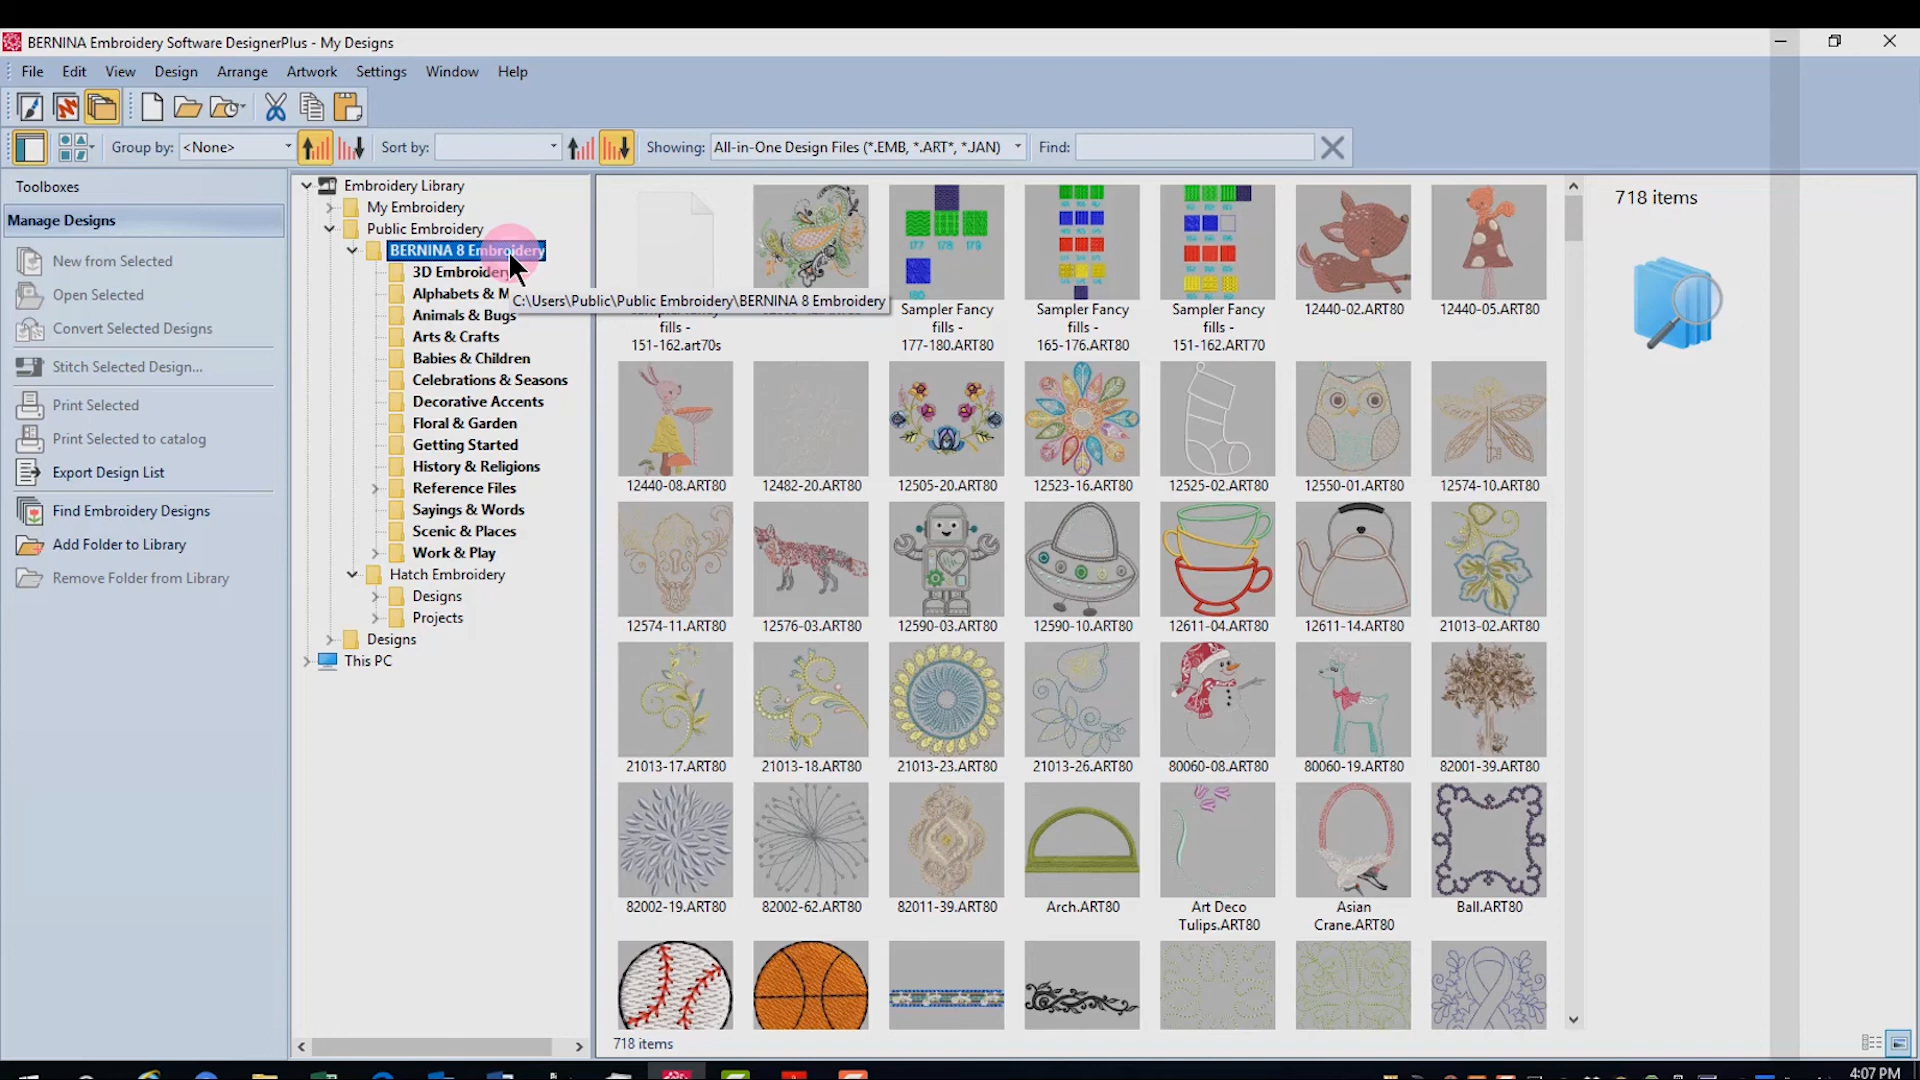 BERNINA Embroidery Software DesignerPlus - My Designs
File Edit View Design Arrange Artwork Settings Window Help
Group by: <None> Sort by: Showing: All-in-One Design Files (*.EMB, *.ART*, *.JAN) Find:
Toolboxes
Manage Designs
New from Selected
Open Selected
Convert Selected Designs
Stitch Selected Design...
Print Selected
Print Selected to catalog
Export Design List
Find Embroidery Designs
Add Folder to Library
Remove Folder from Library
Embroidery Library
My Embroidery
Public Embroidery
BERNINA 8 Embroidery
3D Embroidery
Alphabets & M
Animals & Bugs
Arts & Crafts
Babies & Children
Celebrations & Seasons
Decorative Accents
Floral & Garden
Getting Started
History & Religions
Reference Files
Sayings & Words
Scenic & Places
Work & Play
Hatch Embroidery
Designs
Projects
Designs
This PC
C:\Users\Public\Public Embroidery\BERNINA 8 Embroidery
177 178 179
180
fills -
151-162.art70s
Sampler Fancy
fills -
177-180.ART80
Sampler Fancy
fills -
165-176.ART80
Sampler Fancy
fills -
151-162.ART70
12440-02.ART80
12440-05.ART80
12440-08.ART80 12482-20.ART80 12505-20.ART80 12523-16.ART80 12525-02.ART80 12550-01.ART80 12574-10.ART80
12574-11.ART80 12576-03.ART80 12590-03.ART80 12590-10.ART80 12611-04.ART80 12611-14.ART80 21013-02.ART80
21013-17.ART80 21013-18.ART80 21013-23.ART80 21013-26.ART80 80060-08.ART80 80060-19.ART80 82001-39.ART80
82002-19.ART80 82002-62.ART80 82011-39.ART80 Arch.ART80
Art Deco
Tulips.ART80
Asian
Crane.ART80
Ball.ART80
718 items
718 items
4:07 PM